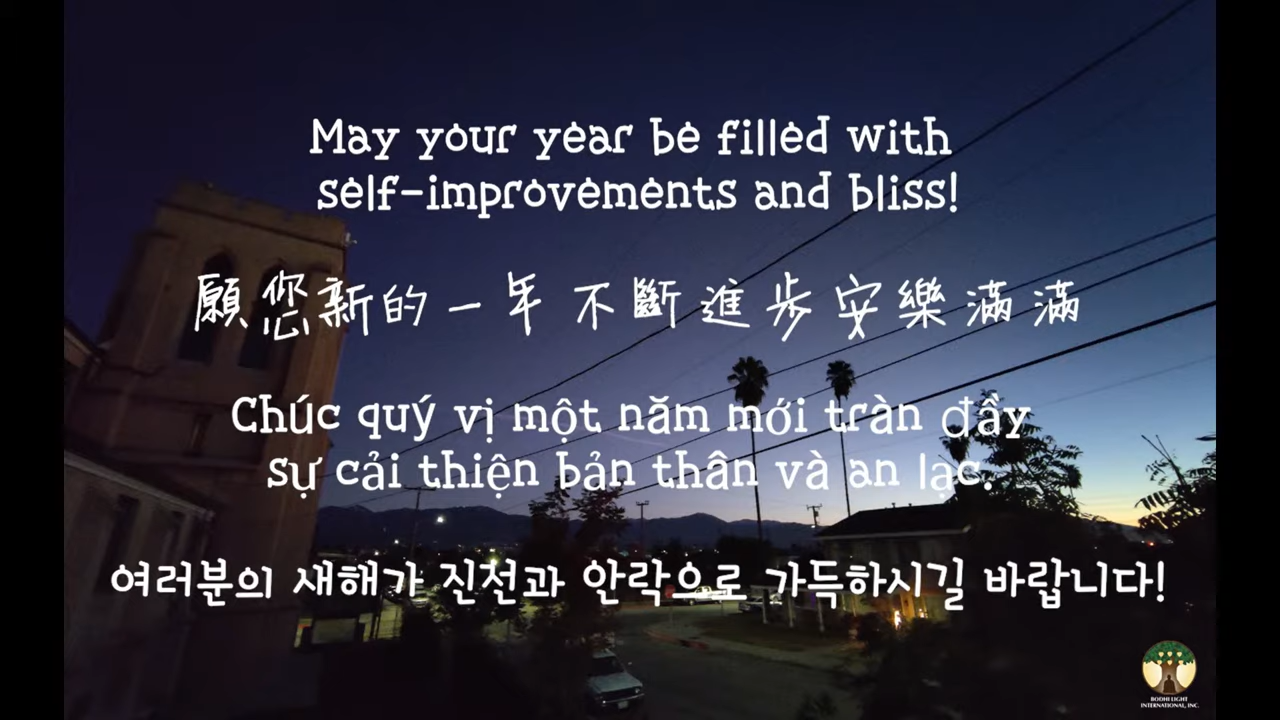 May your year be filled with
self-improvements and bliss!
願您新的一年不斷進步安樂滿滿
Chúc quý vị một năm mới tràn đầy
sự cải thiện bản thân và an lạc.
여러분의 새해가 진전과 안락으로 가득하시길 바랍니다!
BODHI LIGHT
INTERNATIONAL, INC.